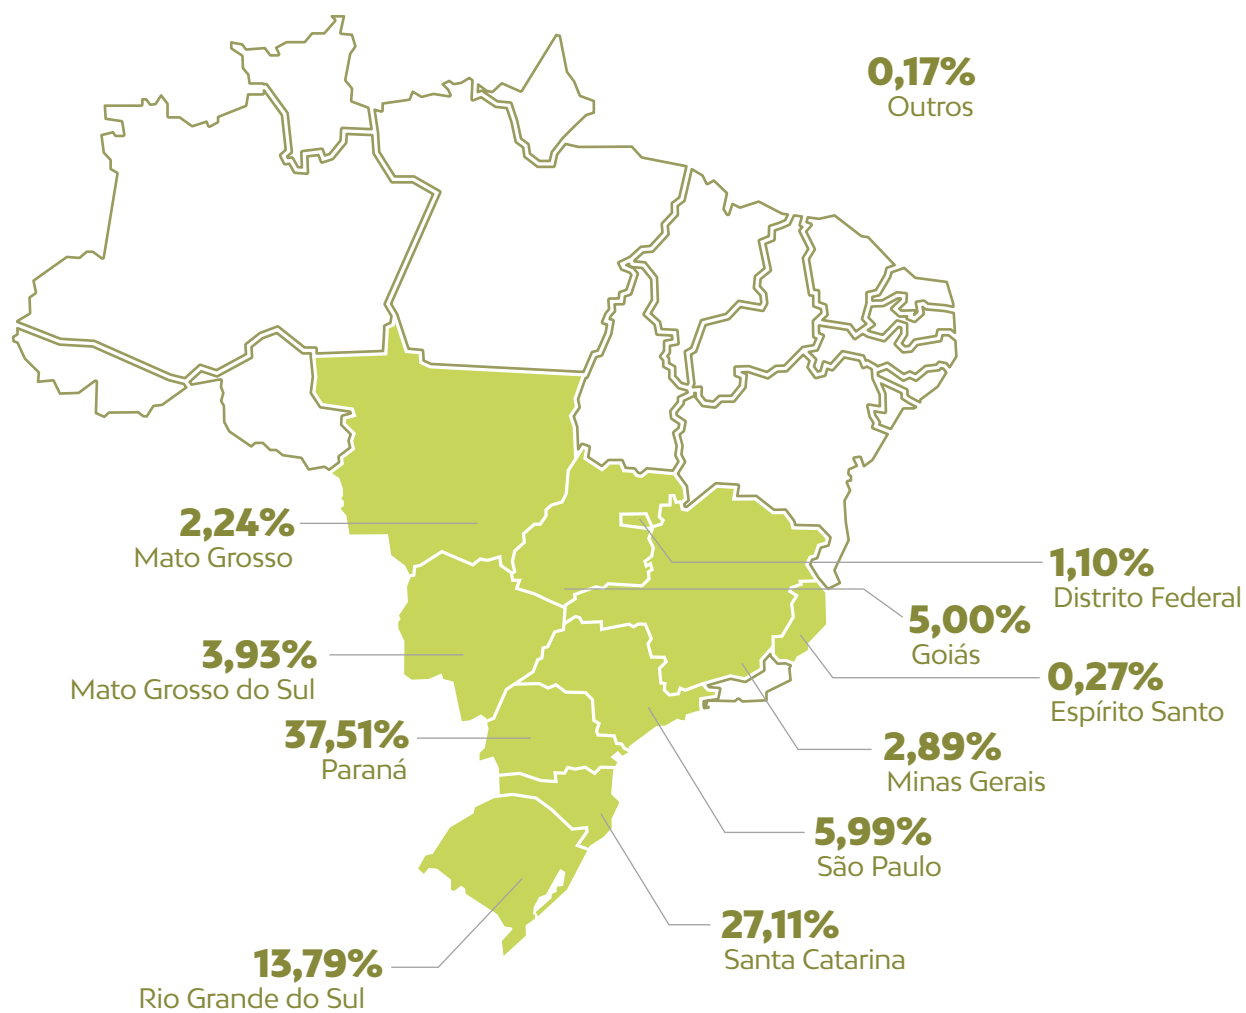 0,17%
Outros
2,24%
Mato Grosso
1,10%
Distrito Federal
5,00%
Goiás
3,93%
Mato Grosso do Sul
0,27%
Espírito Santo
37,51%
Paraná
2,89%
Minas Gerais
5,99%
São Paulo
27,11%
Santa Catarina
13,79%
Rio Grande do Sul